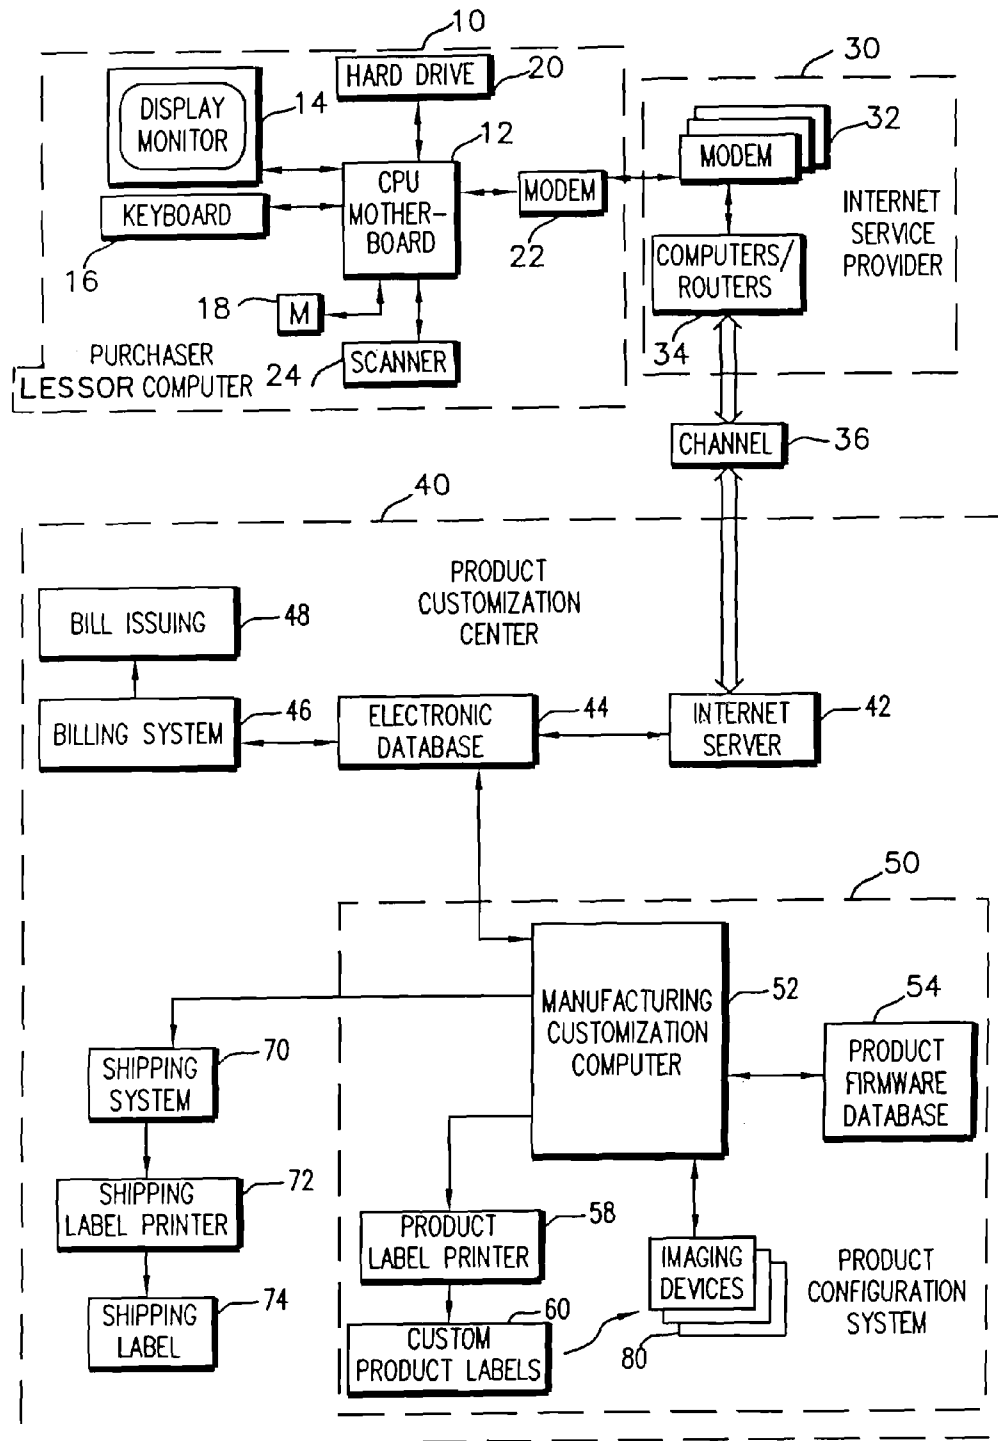 10
HARD DRIVE
20
DISPLAY
MONITOR
14
12
CPU
MOTHER-
BOARD
KEYBOARD
16
MODEM
22
18
M
24
SCANNER
PURCHASER
LESSOR COMPUTER
30
32
MODEM
INTERNET
SERVICE
PROVIDER
COMPUTERS/
ROUTERS
34
CHANNEL
36
40
PRODUCT
CUSTOMIZATION
CENTER
BILL ISSUING
48
BILLING SYSTEM
46
ELECTRONIC
DATABASE
44
INTERNET
SERVER
42
50
MANUFACTURING
CUSTOMIZATION
COMPUTER
52
54
PRODUCT
FIRMWARE
DATABASE
SHIPPING
SYSTEM
70
SHIPPING
LABEL PRINTER
72
SHIPPING
LABEL
74
PRODUCT
LABEL PRINTER
58
60
CUSTOM
PRODUCT LABELS
IMAGING
DEVICES
80
PRODUCT
CONFIGURATION
SYSTEM